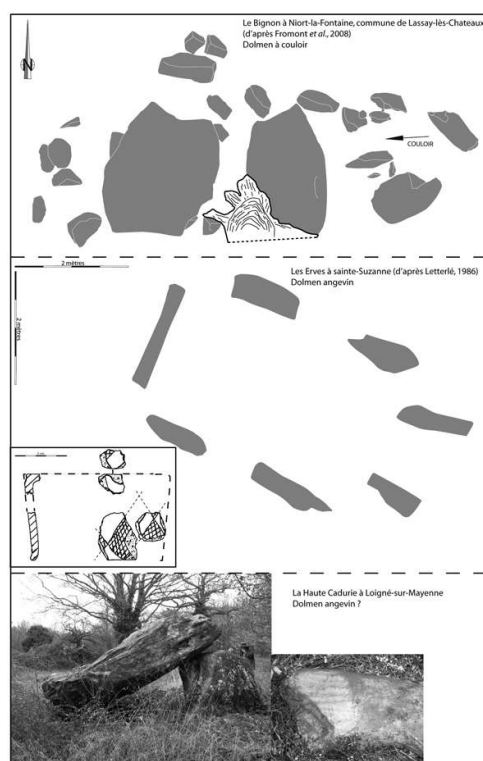 Le Bignon à Niort-la-Fontaine, commune de Lassay-lès-Chateaux
(d'après Fromont et al., 2008)
Dolmen à couloir
N
COULOIR
2 mètres
2 mètres
Les Erves à sainte-Suzanne (d'après Letterlé, 1986)
Dolmen angevin
La Haute Cadurie à Loigné-sur-Mayenne
Dolmen angevin ?